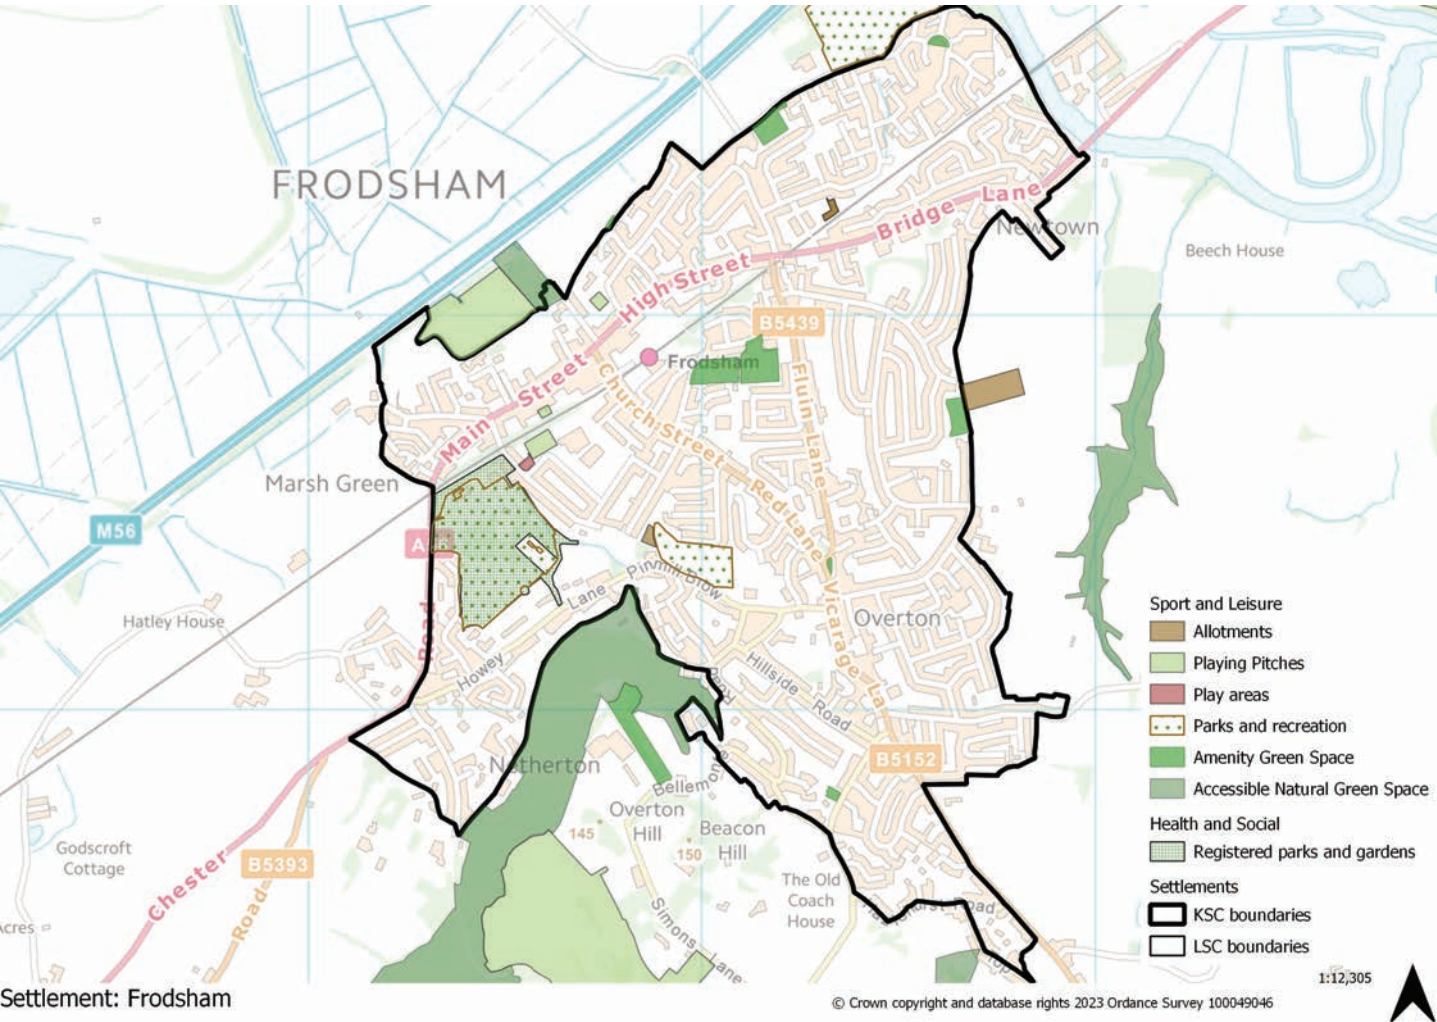 FRODSHAM
Bridge Lane
Newtown
Beech House
High Street
B5439
Frodsham
Main Street
Church Street
Fluin Lane
Marsh Green
Red Lane
M56
A
Road
Pinmill Brow
Howey Lane
Vicarage La
Overton
Hatley House
Hillside Road
Road
B5152
Netherton
Bellemon
Overton
Hill
145
Beacon
Hill
150
Godscroft
Cottage
B5393
Chester
Road
The Old
Coach
House
Simons Lane
Road
Acres
Sport and Leisure
Allotments
Playing Pitches
Play areas
Parks and recreation
Amenity Green Space
Accessible Natural Green Space
Health and Social
Registered parks and gardens
Settlements
KSC boundaries
LSC boundaries
1:12,305
Settlement: Frodsham
© Crown copyright and database rights 2023 Ordance Survey 100049046